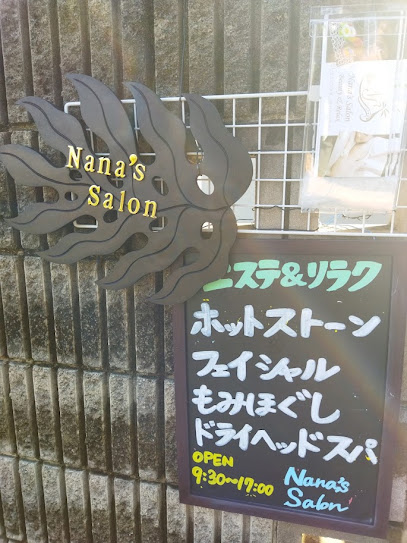 Nana's
Salon
エステ&リラク
ホットストーン
フェイシャル
もみほぐし
ドライヘッドスパ
OPEN
9:30~17:00
Nana's
Salon